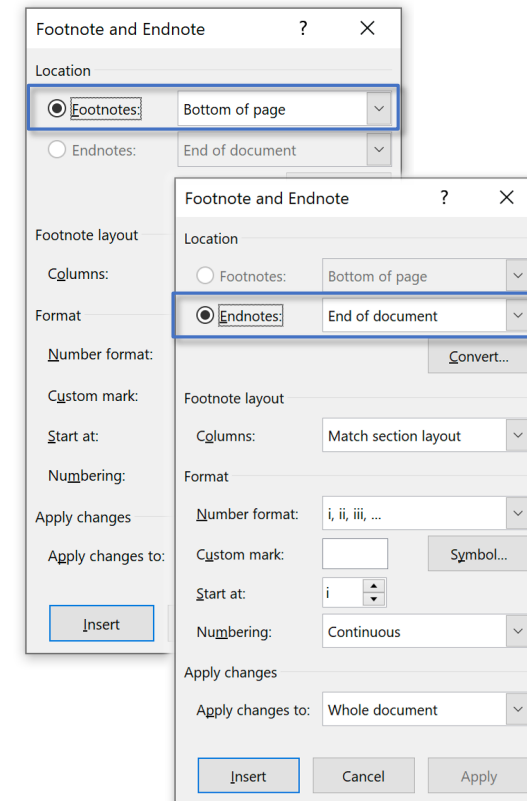 Footnote and Endnote ? X
Location
Footnotes: Bottom of page
Endnotes: End of document
Footnote layout
Columns:
Format
Number format:
Custom mark:
Start at:
Numbering:
Apply changes
Apply changes to:
Insert
Footnote and Endnote ? X
Location
Footnotes: Bottom of page
Endnotes: End of document
Convert...
Footnote layout
Columns: Match section layout
Format
Number format: i, ii, iii, ...
Custom mark: Symbol...
Start at: i
Numbering: Continuous
Apply changes
Apply changes to: Whole document
Insert Cancel Apply